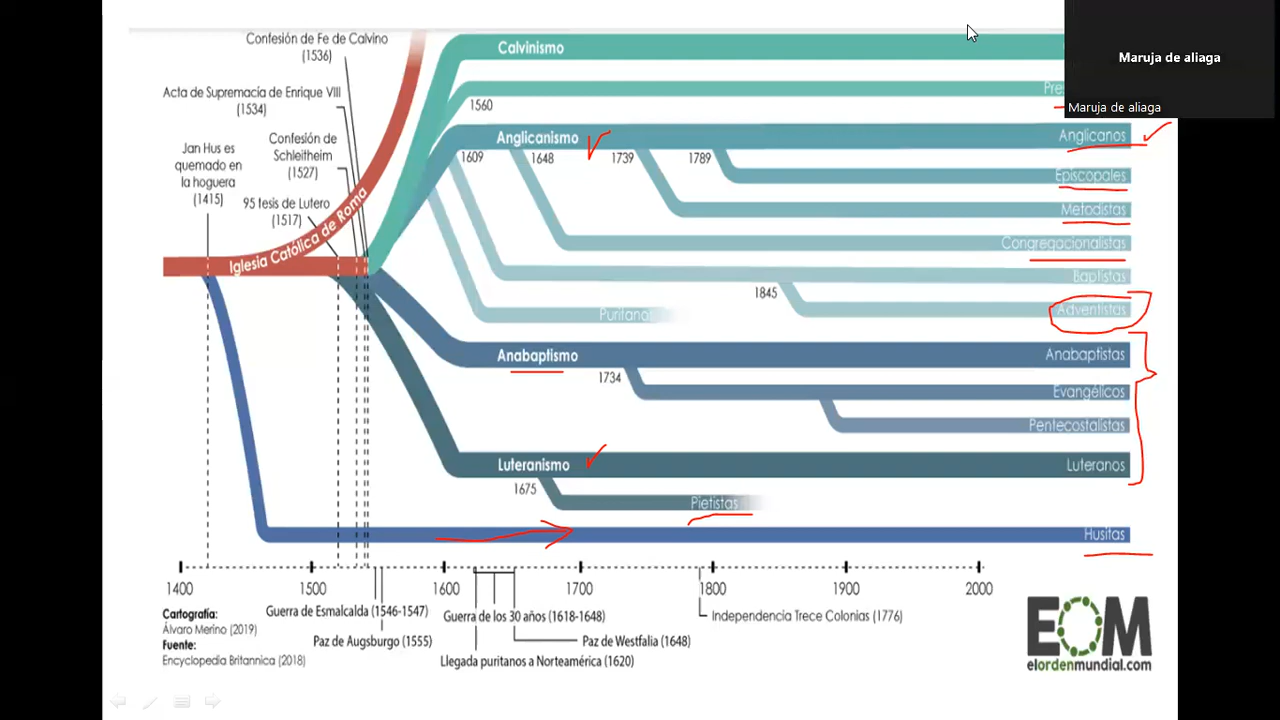 Confesión de Fe de Calvino
(1536)
Acta de Supremacía de Enrique VIII
(1534)
Confesión de
Schleitheim
(1527)
Jan Hus es
quemado en
la hoguera
(1415)
95 tesis de Lutero
(1517)
Iglesia Católica de Roma
Calvinismo
1560
Anglicanismo
Anglicanos
1609
1648
1739
1789
Episcopales
Metodistas
Congregacionalistas
Baptistas
1845
Adventistas
Puritanos
Anabaptismo
Anabaptistas
1734
Evangélicos
Pentecostalistas
Luteranismo
Luteranos
1675
Pietistas
Husitas
1400
1500
1600
1700
1800
1900
2000
Guerra de Esmalcalda (1546-1547)
Paz de Augsburgo (1555)
Guerra de los 30 años (1618-1648)
Paz de Westfalia (1648)
Llegada puritanos a Norteamérica (1620)
Independencia Trece Colonias (1776)
Cartografía:
Álvaro Merino (2019)
Fuente:
Encyclopedia Britannica (2018)
EOM
elordenmundial.com
Maruja de aliaga
Maruja de aliaga